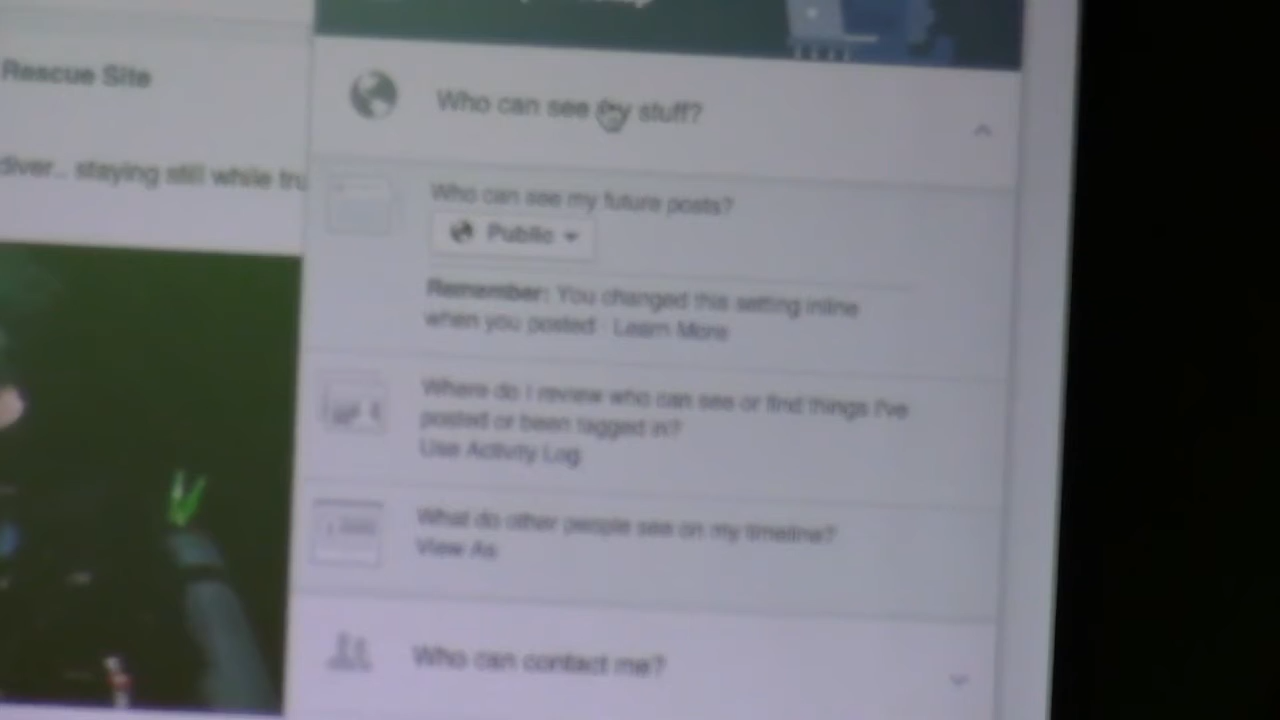 Rescue Site
diver... staying still while tru
Who can see my stuff?
Who can see my future posts?
Public
Remember: You changed this setting inline
when you posted · Learn More
Where do I review who can see or find things I've
posted or been tagged in?
Use Activity Log
What do other people see on my timeline?
View As
Who can contact me?